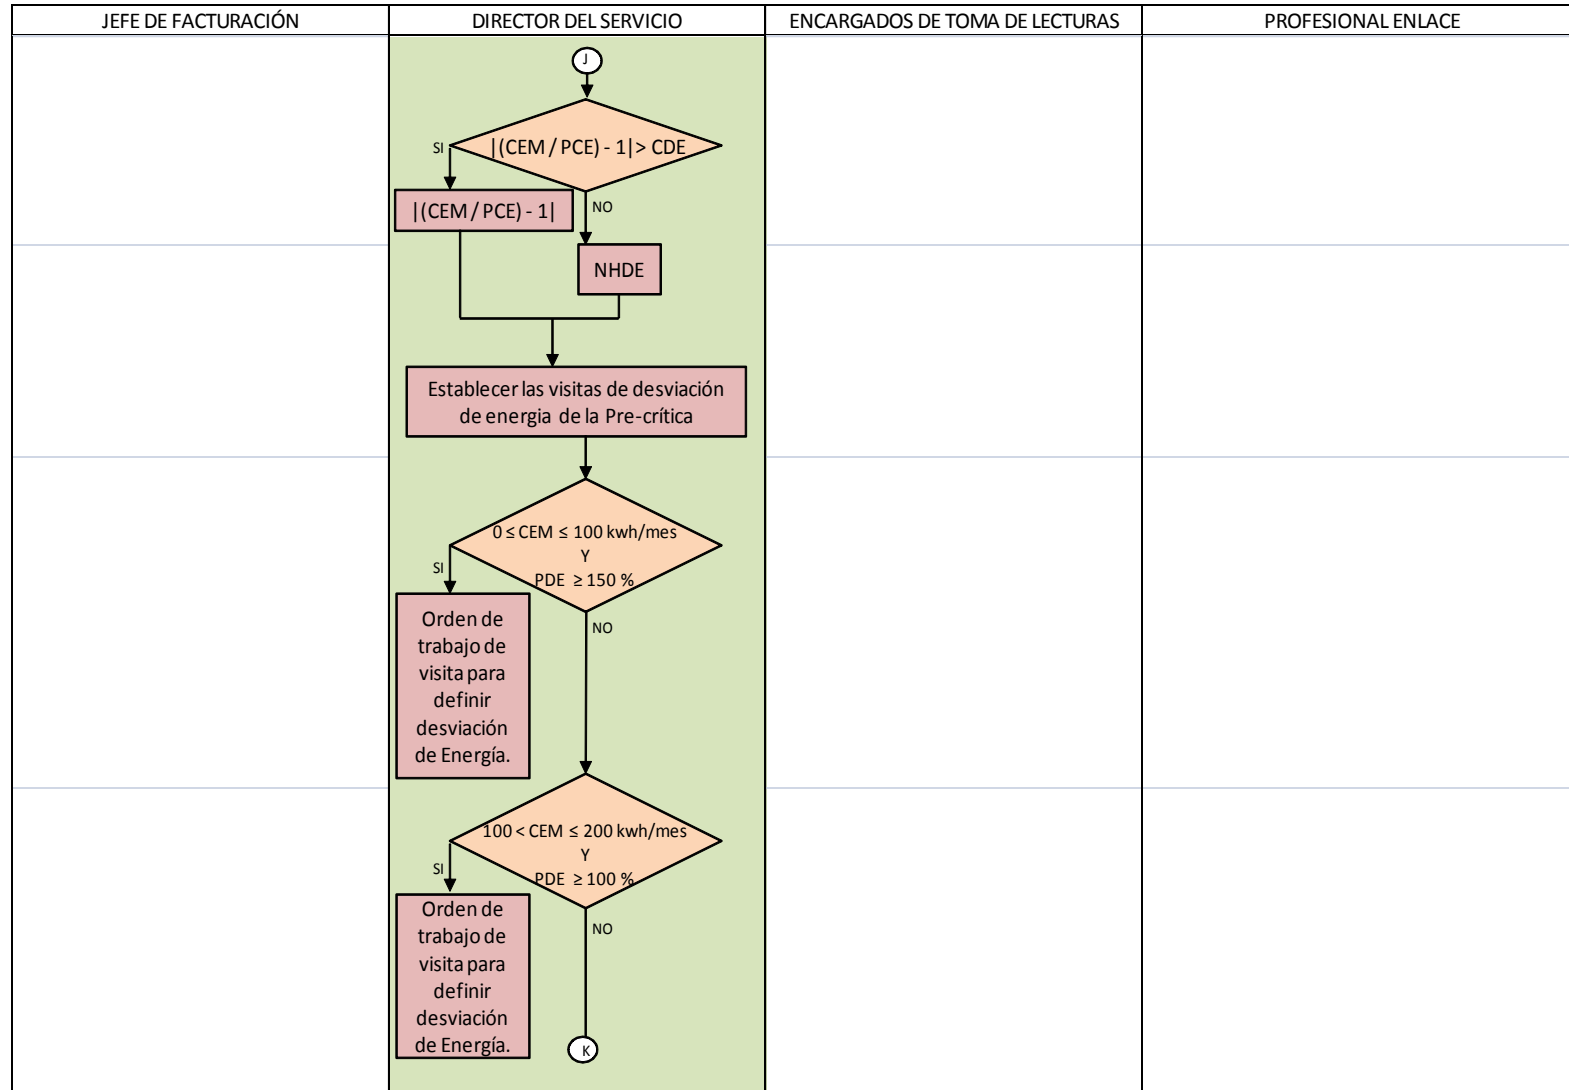 JEFE DE FACTURACIÓN
DIRECTOR DEL SERVICIO
ENCARGADOS DE TOMA DE LECTURAS
PROFESIONAL ENLACE
J
|(CEM / PCE) - 1| > CDE
SI
|(CEM / PCE) - 1|
NO
NHDE
Establecer las visitas de desviación
de energia de la Pre-crítica
0 ≤ CEM ≤ 100 kwh/mes
Y
PDE ≥ 150 %
SI
NO
Orden de
trabajo de
visita para
definir
desviación
de Energía.
100 < CEM ≤ 200 kwh/mes
Y
PDE ≥ 100 %
SI
NO
Orden de
trabajo de
visita para
definir
desviación
de Energía.
K